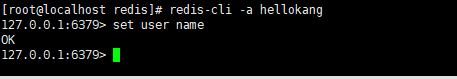 [root@localhost redis]# redis-cli -a hellokang
127.0.0.1:6379> set user name
OK
127.0.0.1:6379>